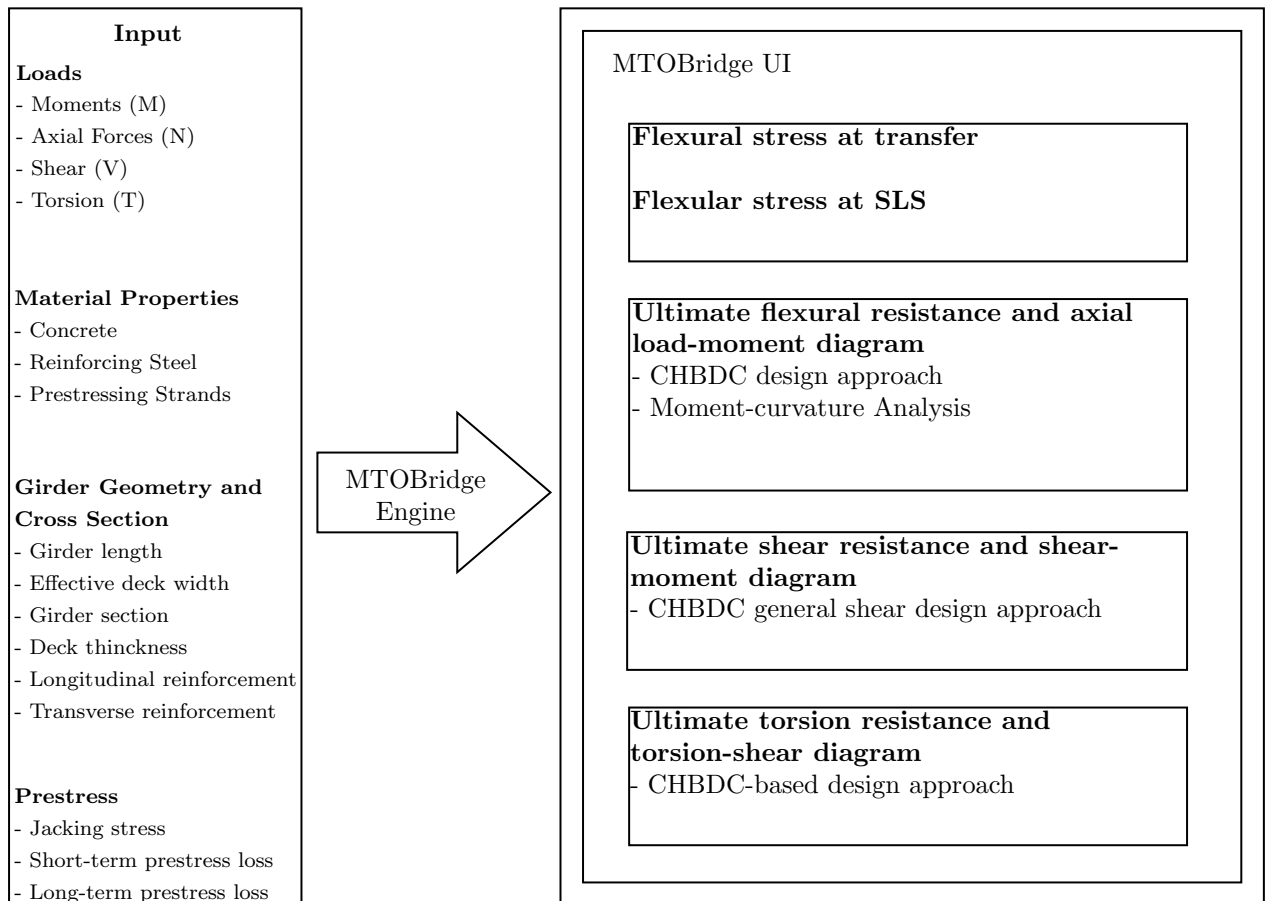 Input
Loads
- Moments (M)
- Axial Forces (N)
- Shear (V)
- Torsion (T)
Material Properties
- Concrete
- Reinforcing Steel
- Prestressing Strands
Girder Geometry and
Cross Section
- Girder length
- Effective deck width
- Girder section
- Deck thinckness
- Longitudinal reinforcement
- Transverse reinforcement
Prestress
- Jacking stress
- Short-term prestress loss
- Long-term prestress loss
MTOBridge
Engine
MTOBridge UI
Flexural stress at transfer
Flexular stress at SLS
Ultimate flexural resistance and axial
load-moment diagram
- CHBDC design approach
- Moment-curvature Analysis
Ultimate shear resistance and shear-
moment diagram
- CHBDC general shear design approach
Ultimate torsion resistance and
torsion-shear diagram
- CHBDC-based design approach